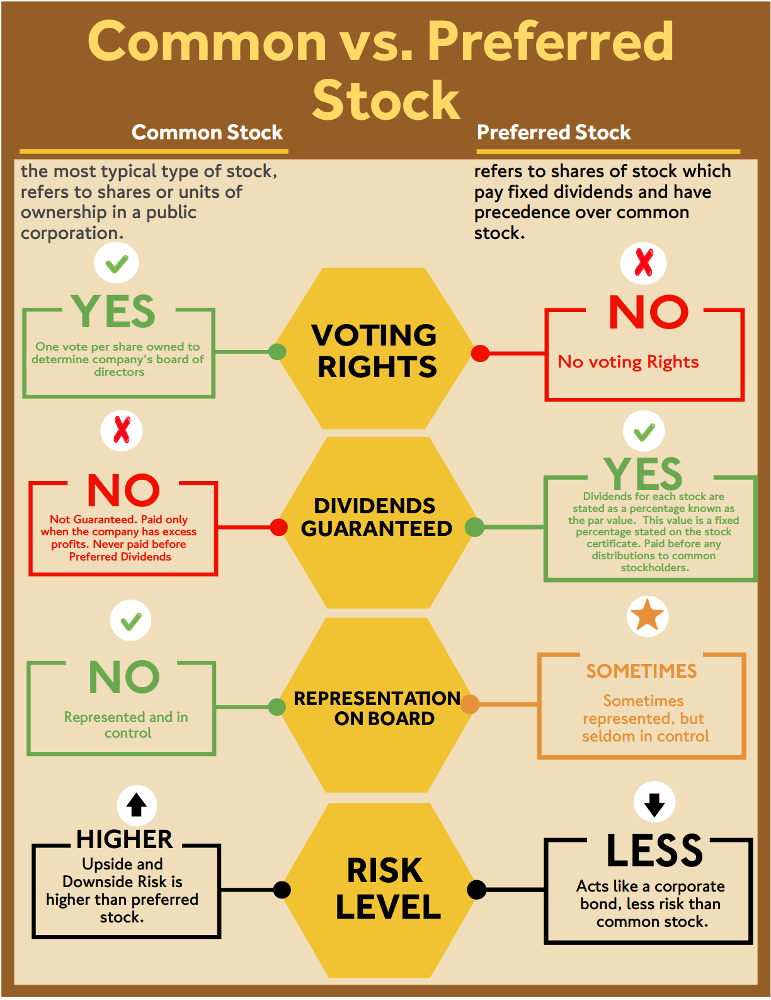 Common vs. Preferred
Stock
Common Stock
Preferred Stock
the most typical type of stock,
refers to shares or units of
ownership in a public
corporation.
refers to shares of stock which
pay fixed dividends and have
precedence over common
stock.
YES
One vote per share owned to
determine company's board of
directors
VOTING
RIGHTS
NO
No voting Rights
NO
Not Guaranteed. Paid only
when the company has excess
profits. Never paid before
Preferred Dividends
DIVIDENDS
GUARANTEED
YES
Dividends for each stock are
stated as a percentage known as
the par value. This value is a fixed
percentage stated on the stock
certificate. Paid before any
distributions to common
stockholders.
NO
Represented and in
control
REPRESENTATION
ON BOARD
SOMETIMES
Sometimes
represented, but
seldom in control
HIGHER
Upside and
Downside Risk is
higher than preferred
stock.
RISK
LEVEL
LESS
Acts like a corporate
bond, less risk than
common stock.